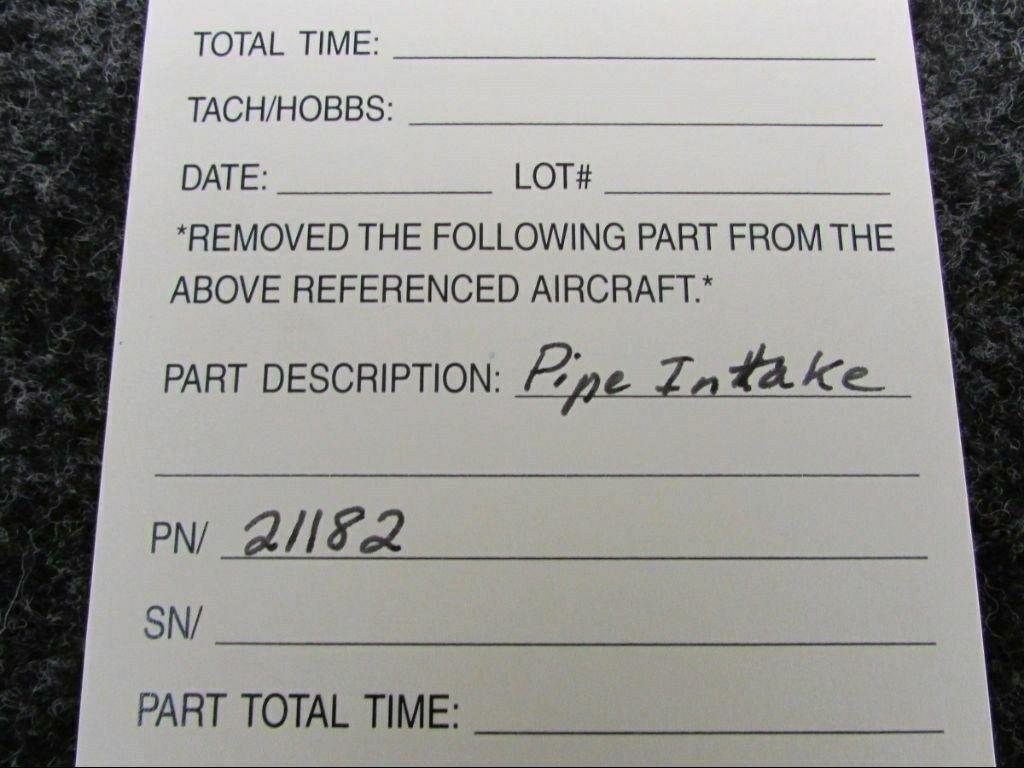 TOTAL TIME:
TACH/HOBBS:
DATE: LOT#
*REMOVED THE FOLLOWING PART FROM THE
ABOVE REFERENCED AIRCRAFT.*
PART DESCRIPTION: Pipe Intake
PN/ 21182
SN/
PART TOTAL TIME: